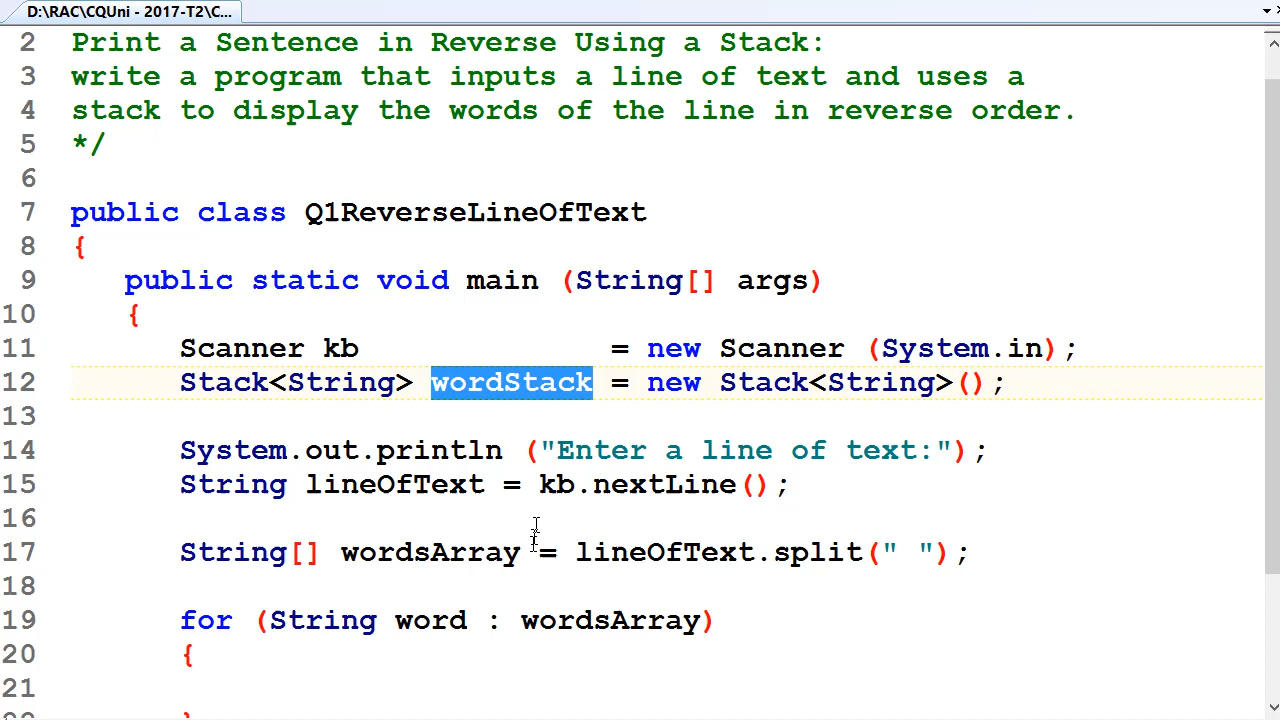 D:\RAC\CQUni - 2017-T2\C...
2 Print a Sentence in Reverse Using a Stack:
3 write a program that inputs a line of text and uses a
4 stack to display the words of the line in reverse order.
5 */
6
7 public class Q1ReverseLineOfText
8 {
9 public static void main (String[] args)
10 {
11 Scanner kb = new Scanner (System.in);
12 Stack<String> wordStack = new Stack<String>();
13
14 System.out.println ("Enter a line of text:");
15 String lineOfText = kb.nextLine();
16
17 String[] wordsArray = lineOfText.split(" ");
18
19 for (String word : wordsArray)
20 {
21